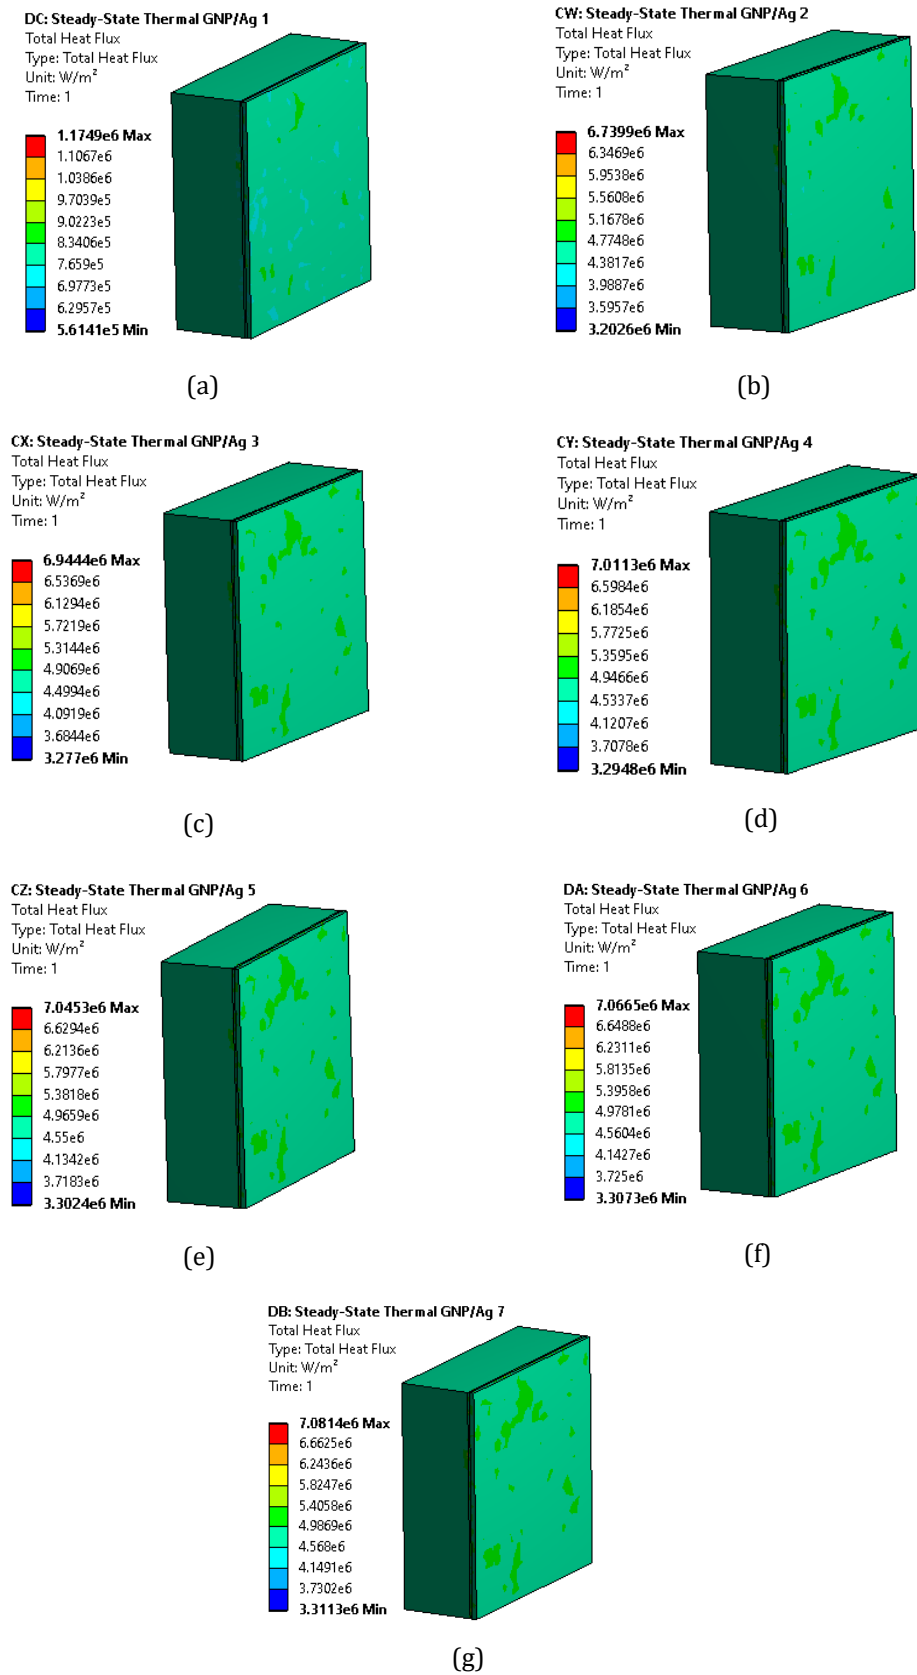 DC: Steady-State Thermal GNP/Ag 1
Total Heat Flux
Type: Total Heat Flux
Unit: W/m²
Time: 1
1.1749e6 Max
1.1067e6
1.0386e6
9.7039e5
9.0223e5
8.3406e5
7.659e5
6.9773e5
6.2957e5
5.6141e5 Min
(a)
CW: Steady-State Thermal GNP/Ag 2
Total Heat Flux
Type: Total Heat Flux
Unit: W/m²
Time: 1
6.7399e6 Max
6.3469e6
5.9538e6
5.5608e6
5.1678e6
4.7748e6
4.3817e6
3.9887e6
3.5957e6
3.2026e6 Min
(b)
CX: Steady-State Thermal GNP/Ag 3
Total Heat Flux
Type: Total Heat Flux
Unit: W/m²
Time: 1
6.9444e6 Max
6.5369e6
6.1294e6
5.7219e6
5.3144e6
4.9069e6
4.4994e6
4.0919e6
3.6844e6
3.277e6 Min
(c)
CY: Steady-State Thermal GNP/Ag 4
Total Heat Flux
Type: Total Heat Flux
Unit: W/m²
Time: 1
7.0113e6 Max
6.5984e6
6.1854e6
5.7725e6
5.3595e6
4.9466e6
4.5337e6
4.1207e6
3.7078e6
3.2948e6 Min
(d)
CZ: Steady-State Thermal GNP/Ag 5
Total Heat Flux
Type: Total Heat Flux
Unit: W/m²
Time: 1
7.0453e6 Max
6.6294e6
6.2136e6
5.7977e6
5.3818e6
4.9659e6
4.55e6
4.1342e6
3.7183e6
3.3024e6 Min
(e)
DA: Steady-State Thermal GNP/Ag 6
Total Heat Flux
Type: Total Heat Flux
Unit: W/m²
Time: 1
7.0665e6 Max
6.6488e6
6.2311e6
5.8135e6
5.3958e6
4.9781e6
4.5604e6
4.1427e6
3.725e6
3.3073e6 Min
(f)
DB: Steady-State Thermal GNP/Ag 7
Total Heat Flux
Type: Total Heat Flux
Unit: W/m²
Time: 1
7.0814e6 Max
6.6625e6
6.2436e6
5.8247e6
5.4058e6
4.9869e6
4.568e6
4.1491e6
3.7302e6
3.3113e6 Min
(g)